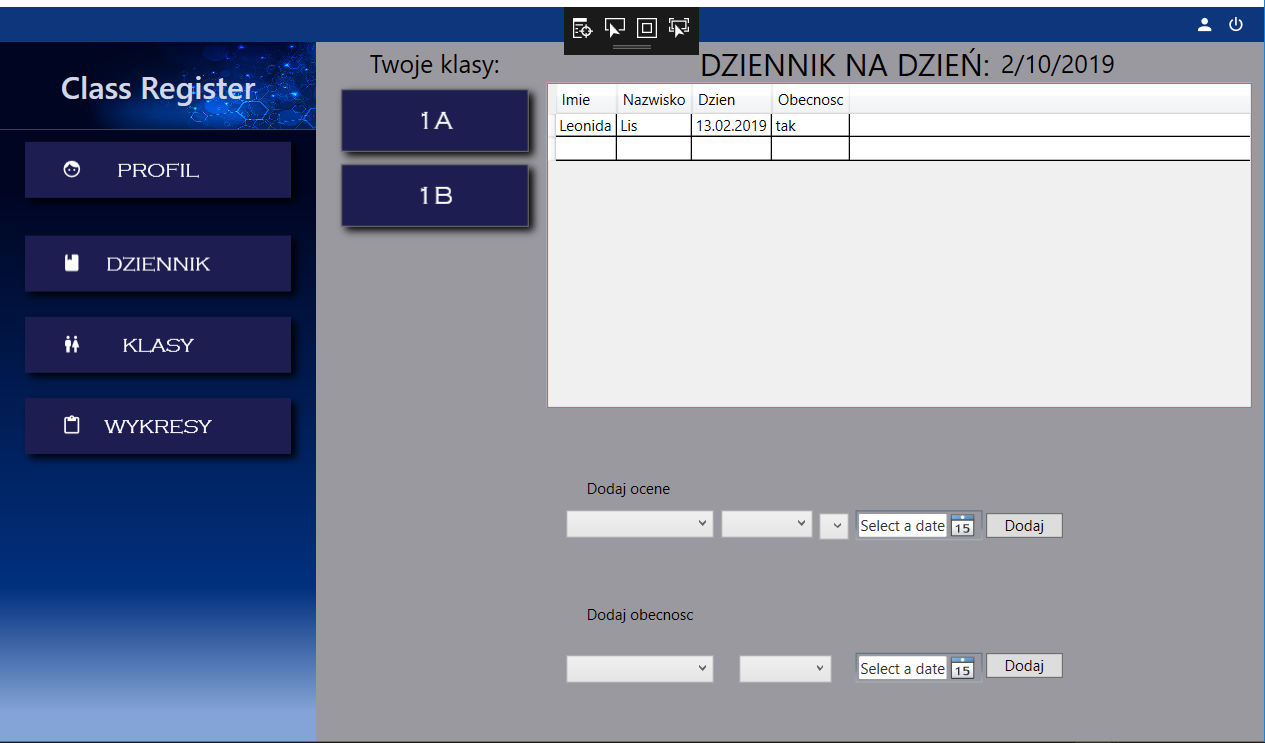 Class Register
PROFIL
DZIENNIK
KLASY
WYKRESY
Twoje klasy:
1A
1B
DZIENNIK NA DZIEŃ: 2/10/2019
Imie Nazwisko Dzien Obecnosc
Leonida Lis 13.02.2019 tak
Dodaj ocene
Select a date 15 Dodaj
Dodaj obecnosc
Select a date 15 Dodaj